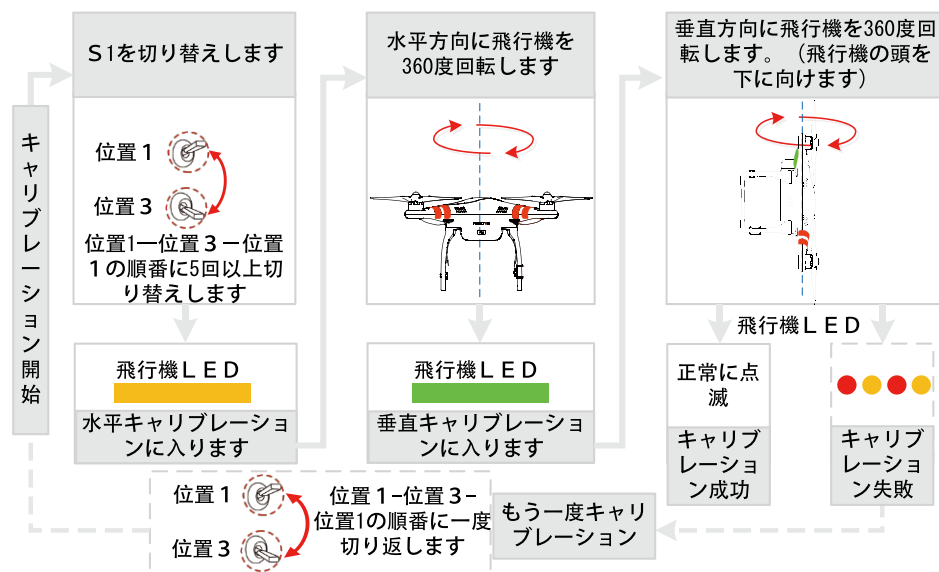 キャリブレーション開始
S1を切り替えします
位置1
位置3
位置1—位置3-位置
1の順番に5回以上切
り替えします
飛行機LED
水平キャリブレーショ
ンに入ります
水平方向に飛行機を
360度回転します
飛行機LED
垂直キャリブレーショ
ンに入ります
垂直方向に飛行機を360度回
転します。（飛行機の頭を
下に向けます）
飛行機LED
正常に点
滅
キャリブ
レーショ
ン成功
キャリブ
レーショ
ン失敗
もう一度キャリ
ブレーション
位置1
位置3
位置1-位置3-
位置1の順番に一度
切り返します